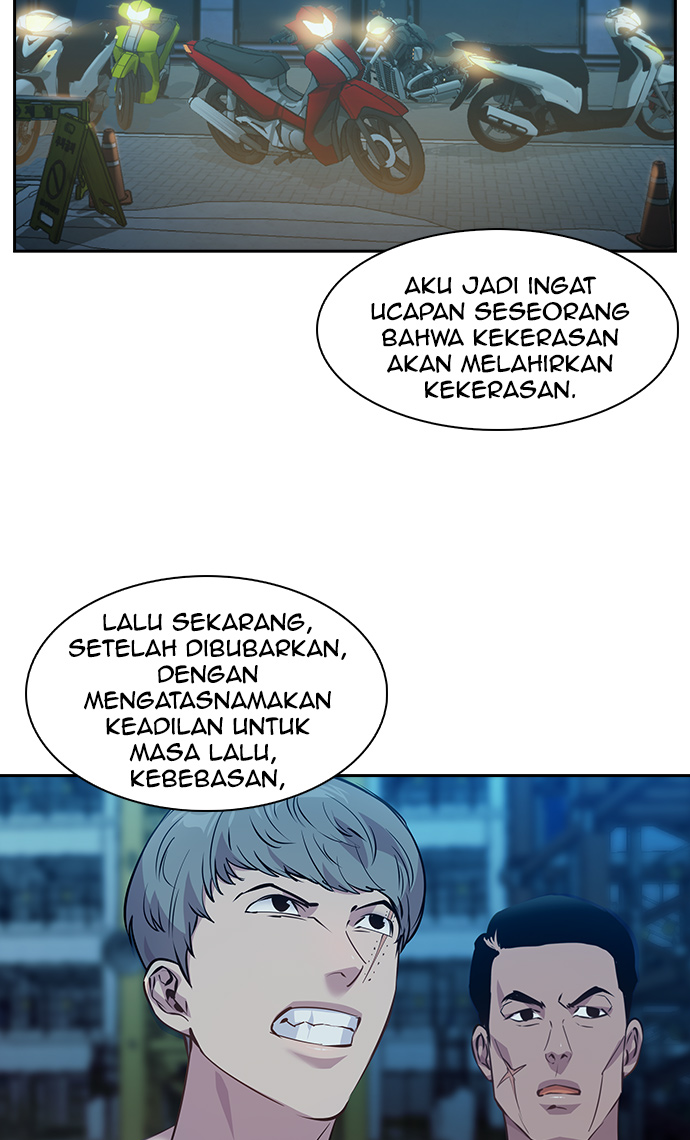 AKU JADI INGAT
UCAPAN SESEORANG
BAHWA KEKERASAN
AKAN MELAHIRKAN
KEKERASAN.
LALU SEKARANG,
SETELAH DIBUBARKAN,
DENGAN
MENGATASNAMAKAN
KEADILAN UNTUK
MASA LALU,
KEBEBASAN,